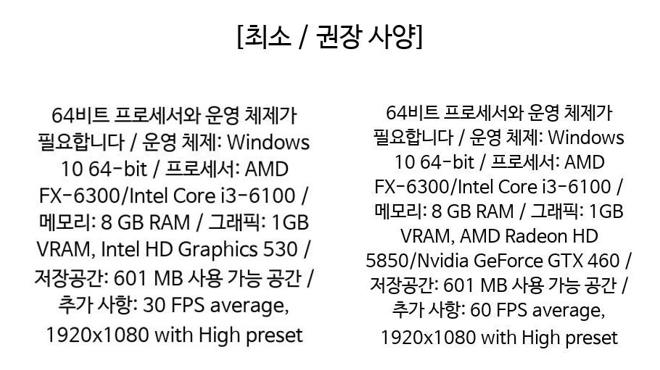 [최소 / 권장 사양]
64비트 프로세서와 운영 체제가
필요합니다 / 운영 체제: Windows
10 64-bit / 프로세서: AMD
FX-6300/Intel Core i3-6100 /
메모리: 8 GB RAM / 그래픽: 1GB
VRAM, Intel HD Graphics 530 /
저장공간: 601 MB 사용 가능 공간 /
추가 사항: 30 FPS average,
1920x1080 with High preset
64비트 프로세서와 운영 체제가
필요합니다 / 운영 체제: Windows
10 64-bit / 프로세서: AMD
FX-6300/Intel Core i3-6100 /
메모리: 8 GB RAM / 그래픽: 1GB
VRAM, AMD Radeon HD
5850/Nvidia GeForce GTX 460 /
저장공간: 601 MB 사용 가능 공간 /
추가 사항: 60 FPS average,
1920x1080 with High preset